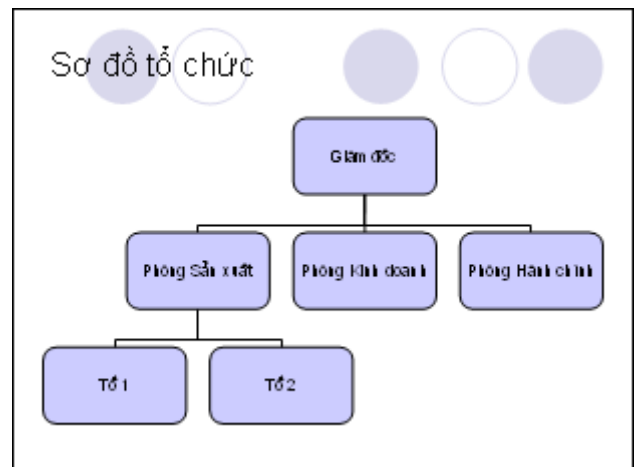 Sơ đồ tổ chức
Giám đốc
Phòng Sản xuất
Phòng Kinh doanh
Phòng Hành chính
Tổ 1
Tổ 2